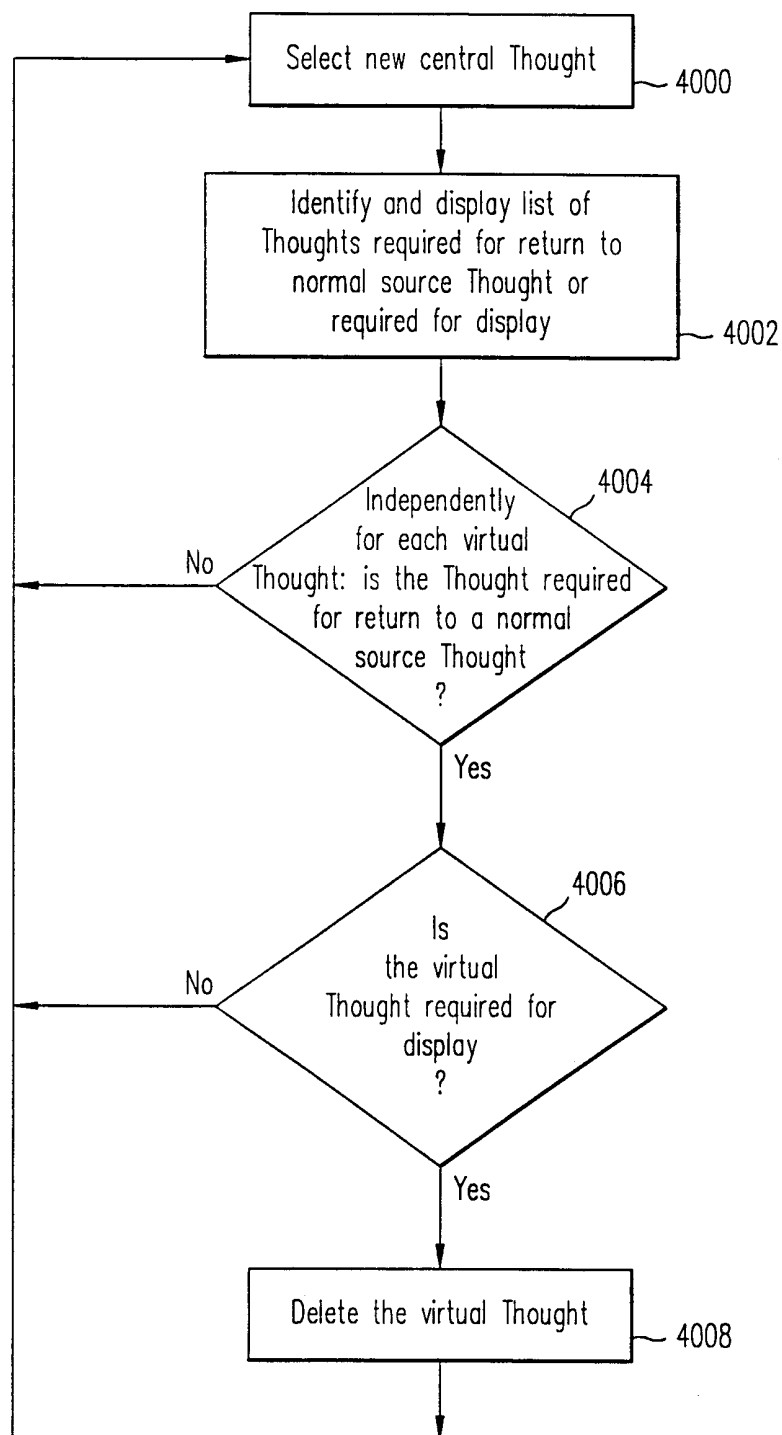 Select new central Thought
4000
Identify and display list of
Thoughts required for return to
normal source Thought or
required for display
4002
4004
Independently
for each virtual
Thought: is the Thought required
for return to a normal
source Thought
?
No
Yes
4006
Is
the virtual
Thought required for
display
?
No
Yes
Delete the virtual Thought
4008